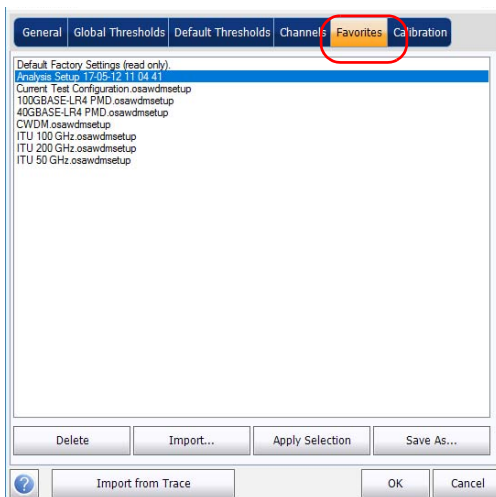 General Global Thresholds Default Thresholds Channels Favorites Calibration
Default Factory Settings (read only).
Analysis Setup 17-05-12 11 04 41
Current Test Configuration.osawdmsetup
100GBASE-LR4 PMD.osawdmsetup
40GBASE-LR4 PMD.osawdmsetup
CWDM.osawdmsetup
ITU 100 GHz.osawdmsetup
ITU 200 GHz.osawdmsetup
ITU 50 GHz.osawdmsetup
Delete Import... Apply Selection Save As...
? Import from Trace OK Cancel